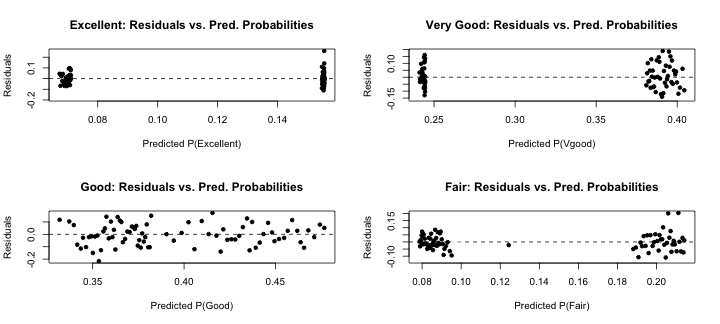 Excellent: Residuals vs. Pred. Probabilities
Residuals
0.1
-0.2
0.08
0.10
0.12
0.14
Predicted P(Excellent)
Very Good: Residuals vs. Pred. Probabilities
Residuals
0.10
-0.15
0.25
0.30
0.35
0.40
Predicted P(Vgood)
Good: Residuals vs. Pred. Probabilities
Residuals
0.0
-0.2
0.35
0.40
0.45
Predicted P(Good)
Fair: Residuals vs. Pred. Probabilities
Residuals
0.15
-0.10
0.08
0.10
0.12
0.14
0.16
0.18
0.20
Predicted P(Fair)